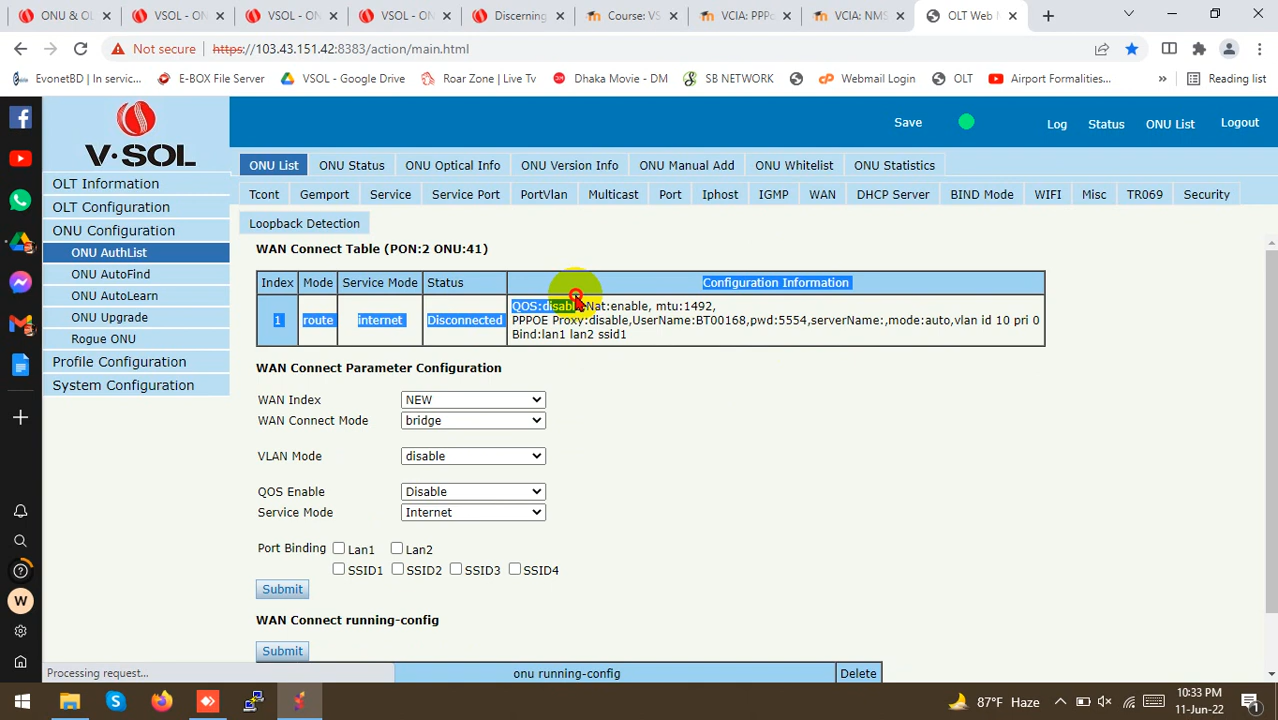 ONU & OL
VSOL - ON
VSOL - ON
VSOL - ON
Discerning
Course: VS
VCIA: PPPo
VCIA: NMS
OLT Web M
Not secure
https://103.43.151.42:8383/action/main.html
EvonetBD | In servic...
E-BOX File Server
VSOL - Google Drive
Roar Zone | Live Tv
Dhaka Movie - DM
SB NETWORK
Webmail Login
OLT
Airport Formalities...
Reading list
V·SOL
Save
Log
Status
ONU List
Logout
ONU List
ONU Status
ONU Optical Info
ONU Version Info
ONU Manual Add
ONU Whitelist
ONU Statistics
Tcont
Gemport
Service
Service Port
PortVlan
Multicast
Port
Iphost
IGMP
WAN
DHCP Server
BIND Mode
WIFI
Misc
TR069
Security
Loopback Detection
OLT Information
OLT Configuration
ONU Configuration
ONU AuthList
ONU AutoFind
ONU AutoLearn
ONU Upgrade
Rogue ONU
Profile Configuration
System Configuration
WAN Connect Table (PON:2 ONU:41)
Index Mode Service Mode Status Configuration Information
1 route internet Disconnected
QOS:disable,Nat:enable, mtu:1492,
PPPOE Proxy:disable,UserName:BT00168,pwd:5554,serverName:,mode:auto,vlan id 10 pri 0
Bind:lan1 lan2 ssid1
WAN Connect Parameter Configuration
WAN Index NEW
WAN Connect Mode bridge
VLAN Mode disable
QOS Enable Disable
Service Mode Internet
Port Binding Lan1 Lan2
SSID1 SSID2 SSID3 SSID4
Submit
WAN Connect running-config
Submit
onu running-config Delete
Processing request...
W
87°F Haze
10:33 PM
11-Jun-22
1